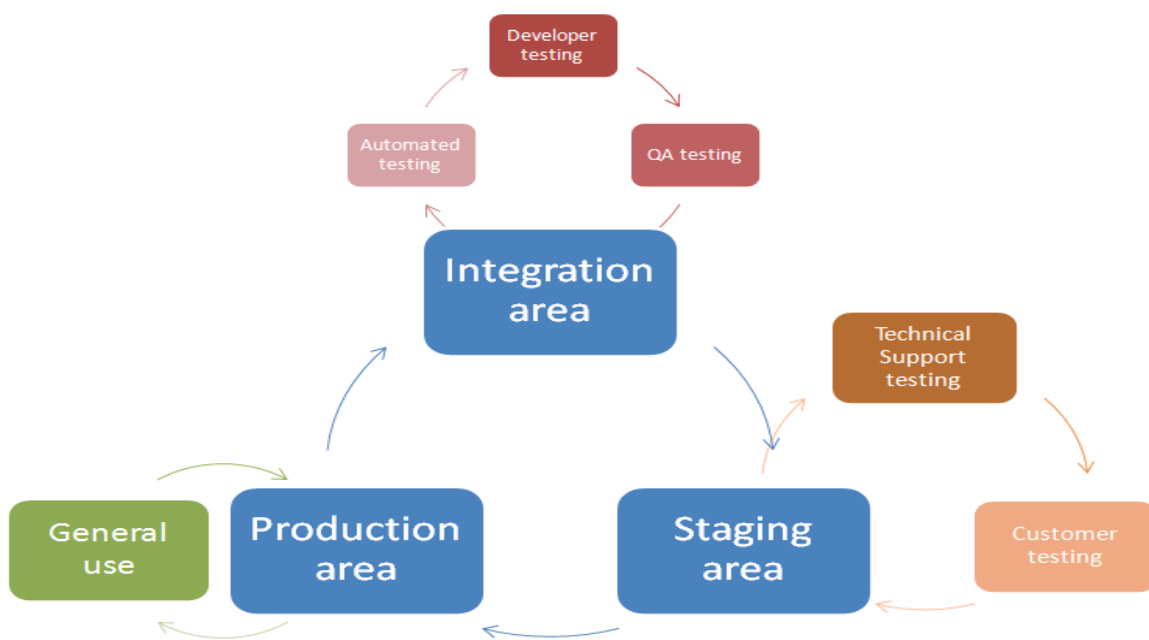 Developer
testing
Automated
testing
QA testing
Integration
area
Technical
Support
testing
General
use
Production
area
Staging
area
Customer
testing